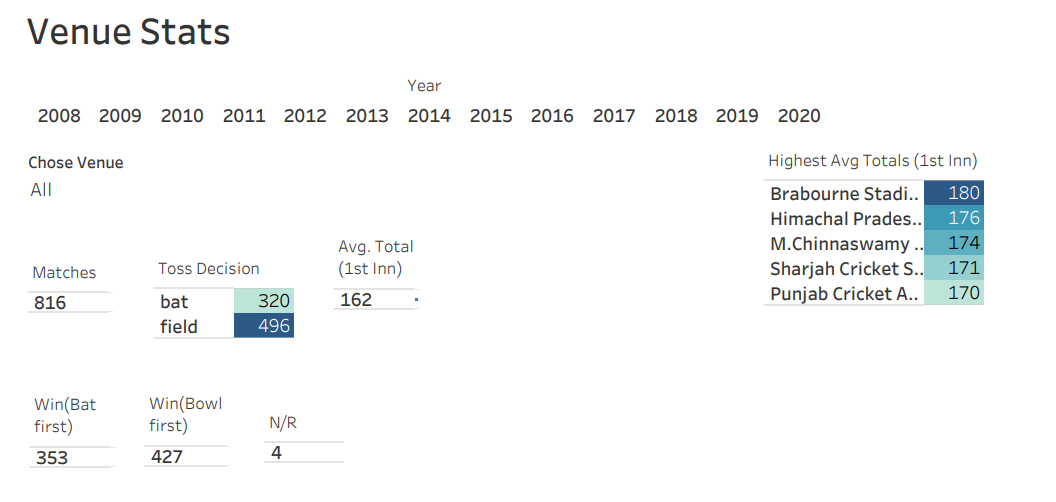 Venue Stats
Year
2008 2009 2010 2011 2012 2013 2014 2015 2016 2017 2018 2019 2020
Chose Venue
All
Highest Avg Totals (1st Inn)
Brabourne Stadi.. 180
Himachal Prades.. 176
M.Chinnaswamy .. 174
Sharjah Cricket S.. 171
Punjab Cricket A.. 170
Matches
816
Toss Decision
bat 320
field 496
Avg. Total
(1st Inn)
162
Win(Bat
first)
353
Win(Bowl
first)
427
N/R
4